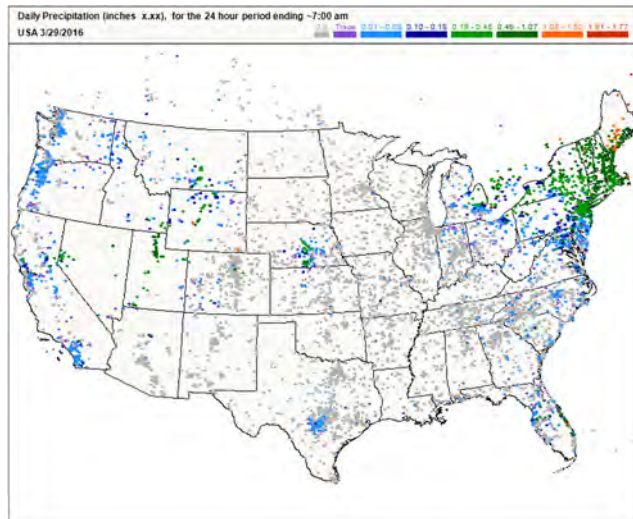 Daily Precipitation (inches x.xx), for the 24 hour period ending ~7:00 am
USA 3/29/2016
0.0 Trace 0.01 - 0.09 0.10 - 0.18 0.19 - 0.45 0.46 - 1.07 1.08 - 1.50 1.51 - 1.77